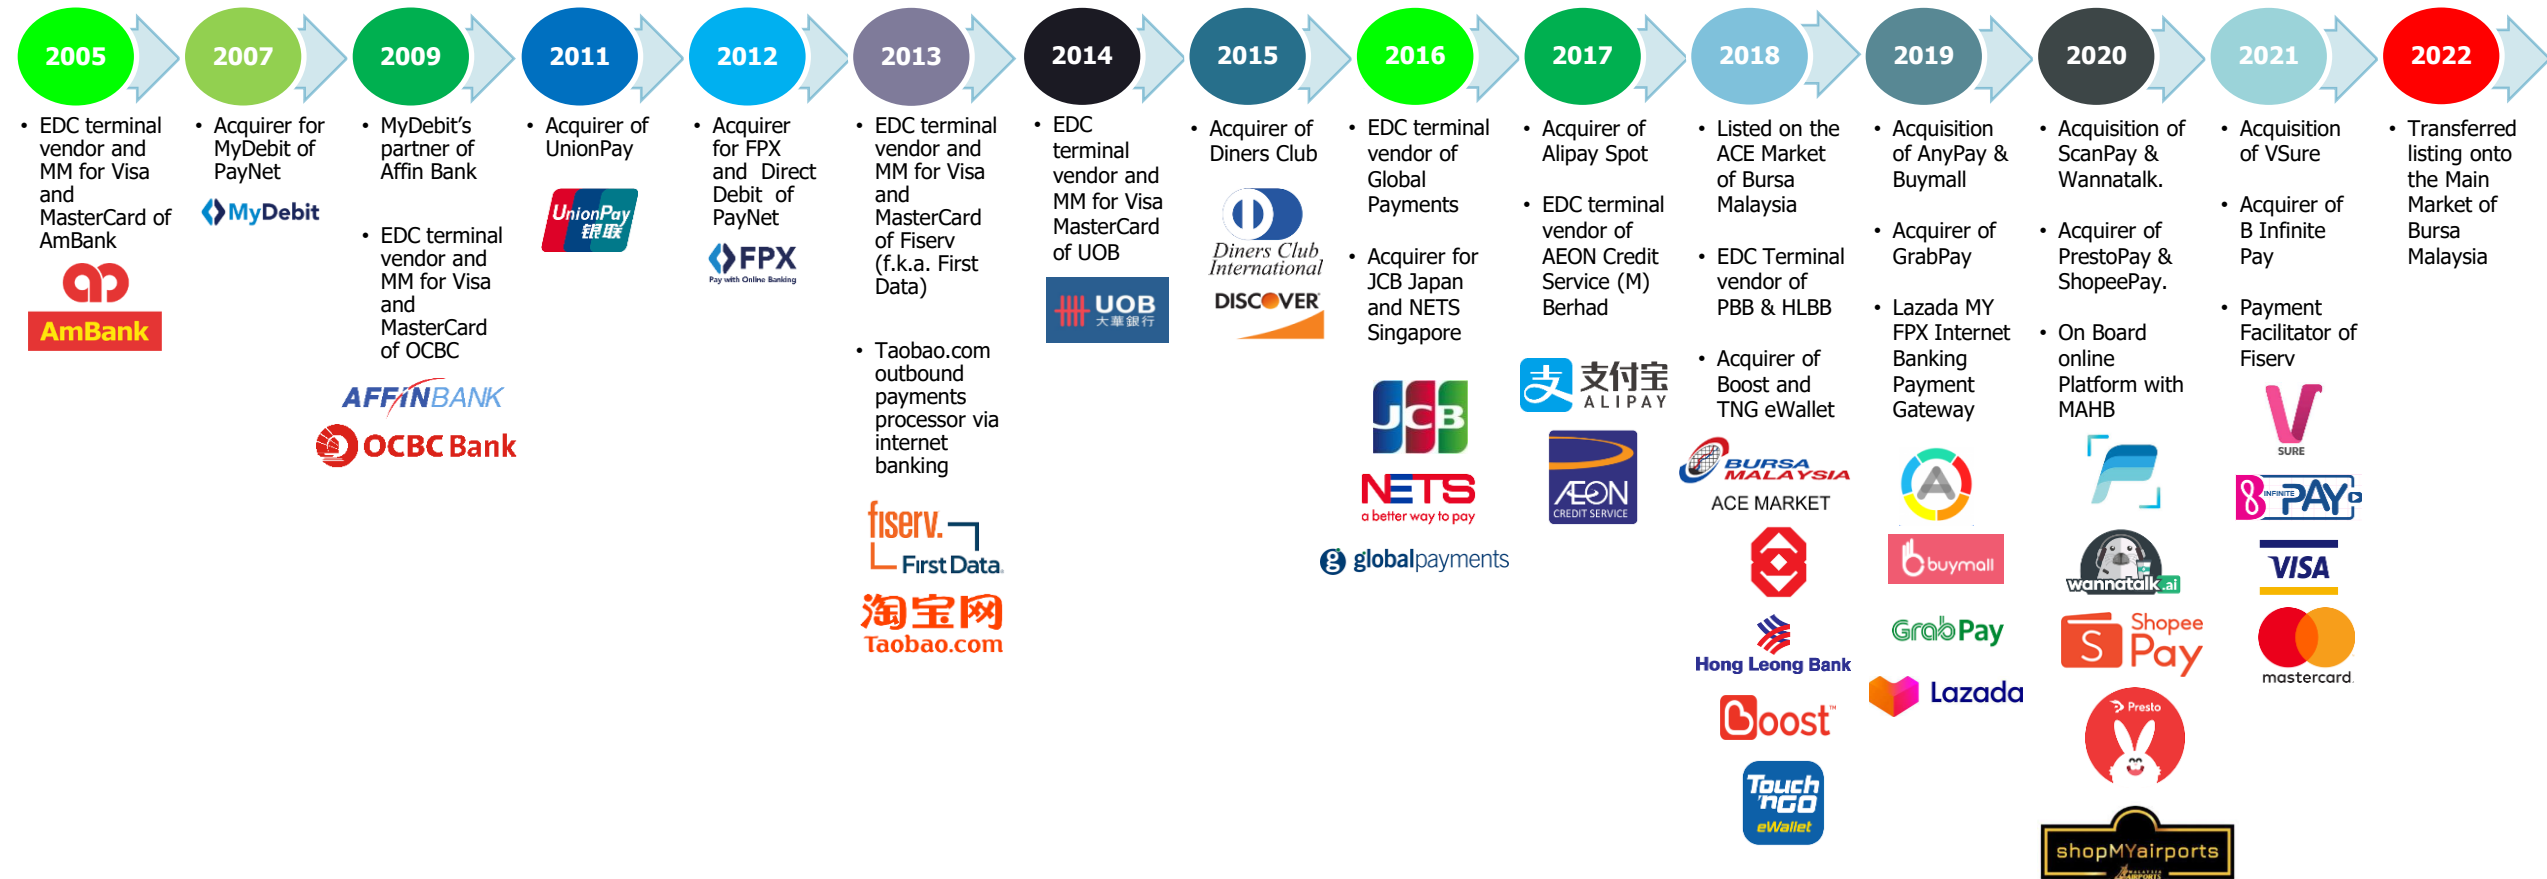 2005
• EDC terminal
vendor and
MM for Visa
and
MasterCard of
AmBank
AmBank
2007
• Acquirer for
MyDebit of
PayNet
MyDebit
2009
• MyDebit’s
partner of
Affin Bank
• EDC terminal
vendor and
MM for Visa
and
MasterCard
of OCBC
AFFINBANK
OCBC Bank
2011
• Acquirer of
UnionPay
UnionPay
银联
2012
• Acquirer
for FPX
and Direct
Debit of
PayNet
FPX
Pay with Online Banking
2013
• EDC terminal
vendor and
MM for Visa
and
MasterCard
of Fiserv
(f.k.a. First
Data)
• Taobao.com
outbound
payments
processor via
internet
banking
fiserv.
First Data.
淘宝网
Taobao.com
2014
• EDC
terminal
vendor and
MM for Visa
MasterCard
of UOB
UOB
大華銀行
2015
• Acquirer of
Diners Club
Diners Club
International
DISCOVER
2016
• EDC terminal
vendor of
Global
Payments
• Acquirer for
JCB Japan
and NETS
Singapore
JCB
NETS
a better way to pay
g globalpayments
2017
• Acquirer of
Alipay Spot
• EDC terminal
vendor of
AEON Credit
Service (M)
Berhad
支 支付宝
ALIPAY
ÆON
CREDIT SERVICE
2018
• Listed on the
ACE Market
of Bursa
Malaysia
• EDC Terminal
vendor of
PBB & HLBB
• Acquirer of
Boost and
TNG eWallet
BURSA
MALAYSIA
ACE MARKET
Hong Leong Bank
Boost™
Touch
'nGO
eWallet
2019
• Acquisition
of AnyPay &
Buymall
• Acquirer of
GrabPay
• Lazada MY
FPX Internet
Banking
Payment
Gateway
A
buymall
GrabPay
Lazada
2020
• Acquisition of
ScanPay &
Wannatalk.
• Acquirer of
PrestoPay &
ShopeePay.
• On Board
online
Platform with
MAHB
wannatalk.ai
S Shopee
Pay
Presto
shopMYairports
MALAYSIA
AIRPORTS
2021
• Acquisition
of VSure
• Acquirer of
B Infinite
Pay
• Payment
Facilitator of
Fiserv
V
SURE
B INFINITE PAY
VISA
mastercard.
2022
• Transferred
listing onto
the Main
Market of
Bursa
Malaysia